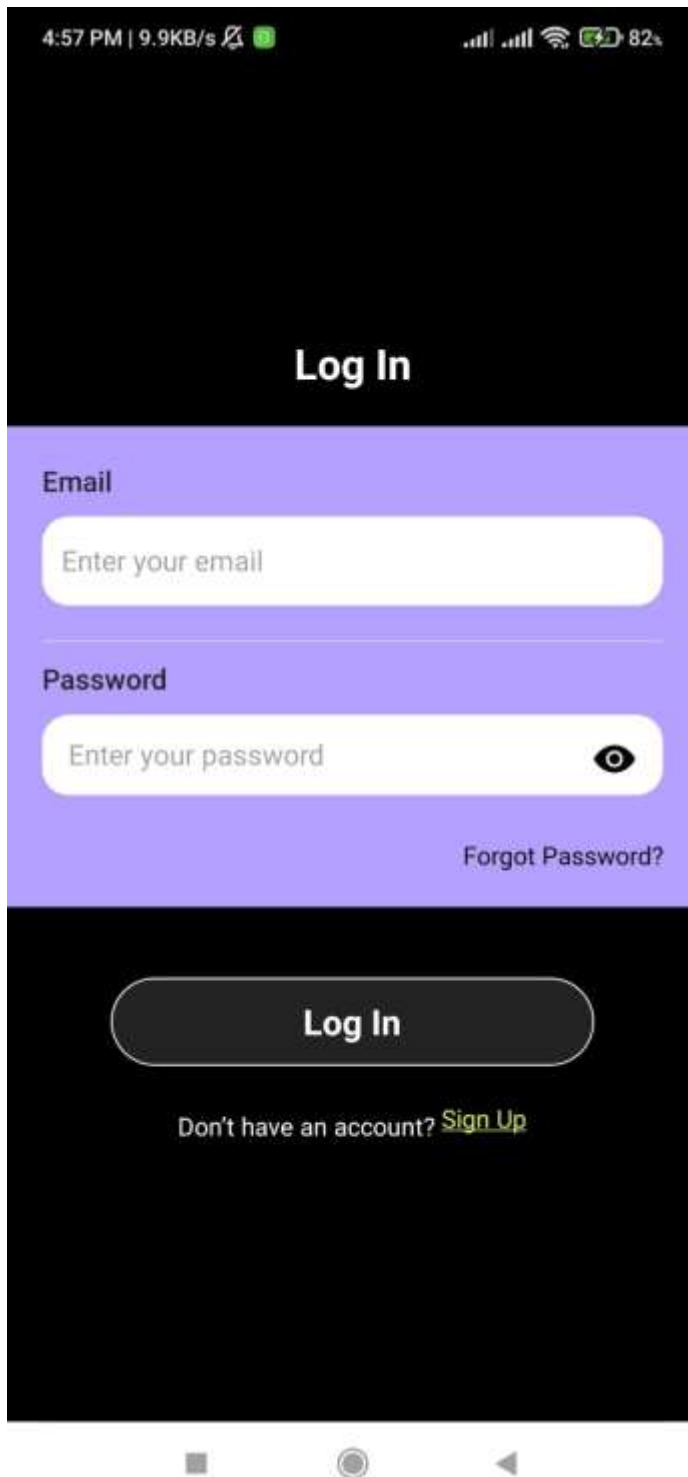 4:57 PM | 9.9KB/s 82%
Log In
Email
Enter your email
Password
Enter your password
Forgot Password?
Log In
Don't have an account? Sign Up